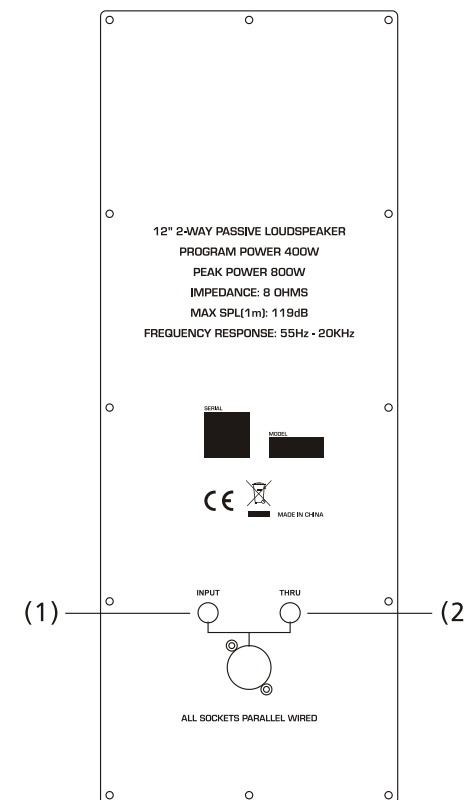 12" 2-WAY PASSIVE LOUDSPEAKER
PROGRAM POWER 400W
PEAK POWER 800W
IMPEDANCE: 8 OHMS
MAX SPL(1m): 119dB
FREQUENCY RESPONSE: 55Hz - 20KHz
SERIAL
MODEL
CE
MADE IN CHINA
INPUT THRU
(1) (2
ALL SOCKETS PARALLEL WIRED